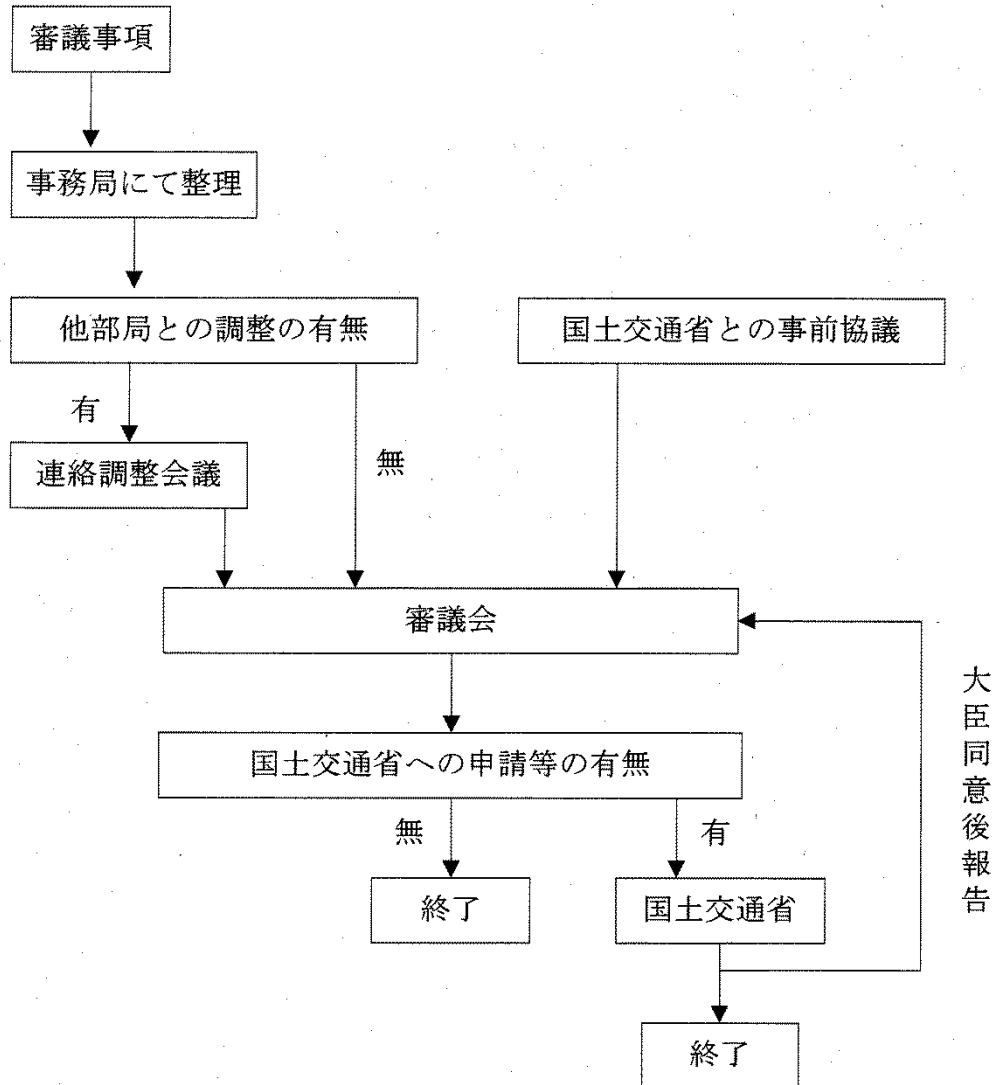 審議事項
事務局にて整理
他部局との調整の有無
国土交通省との事前協議
有
連絡調整会議
無
審議会
国土交通省への申請等の有無
無
有
終了
国土交通省
大臣同意後報告
終了